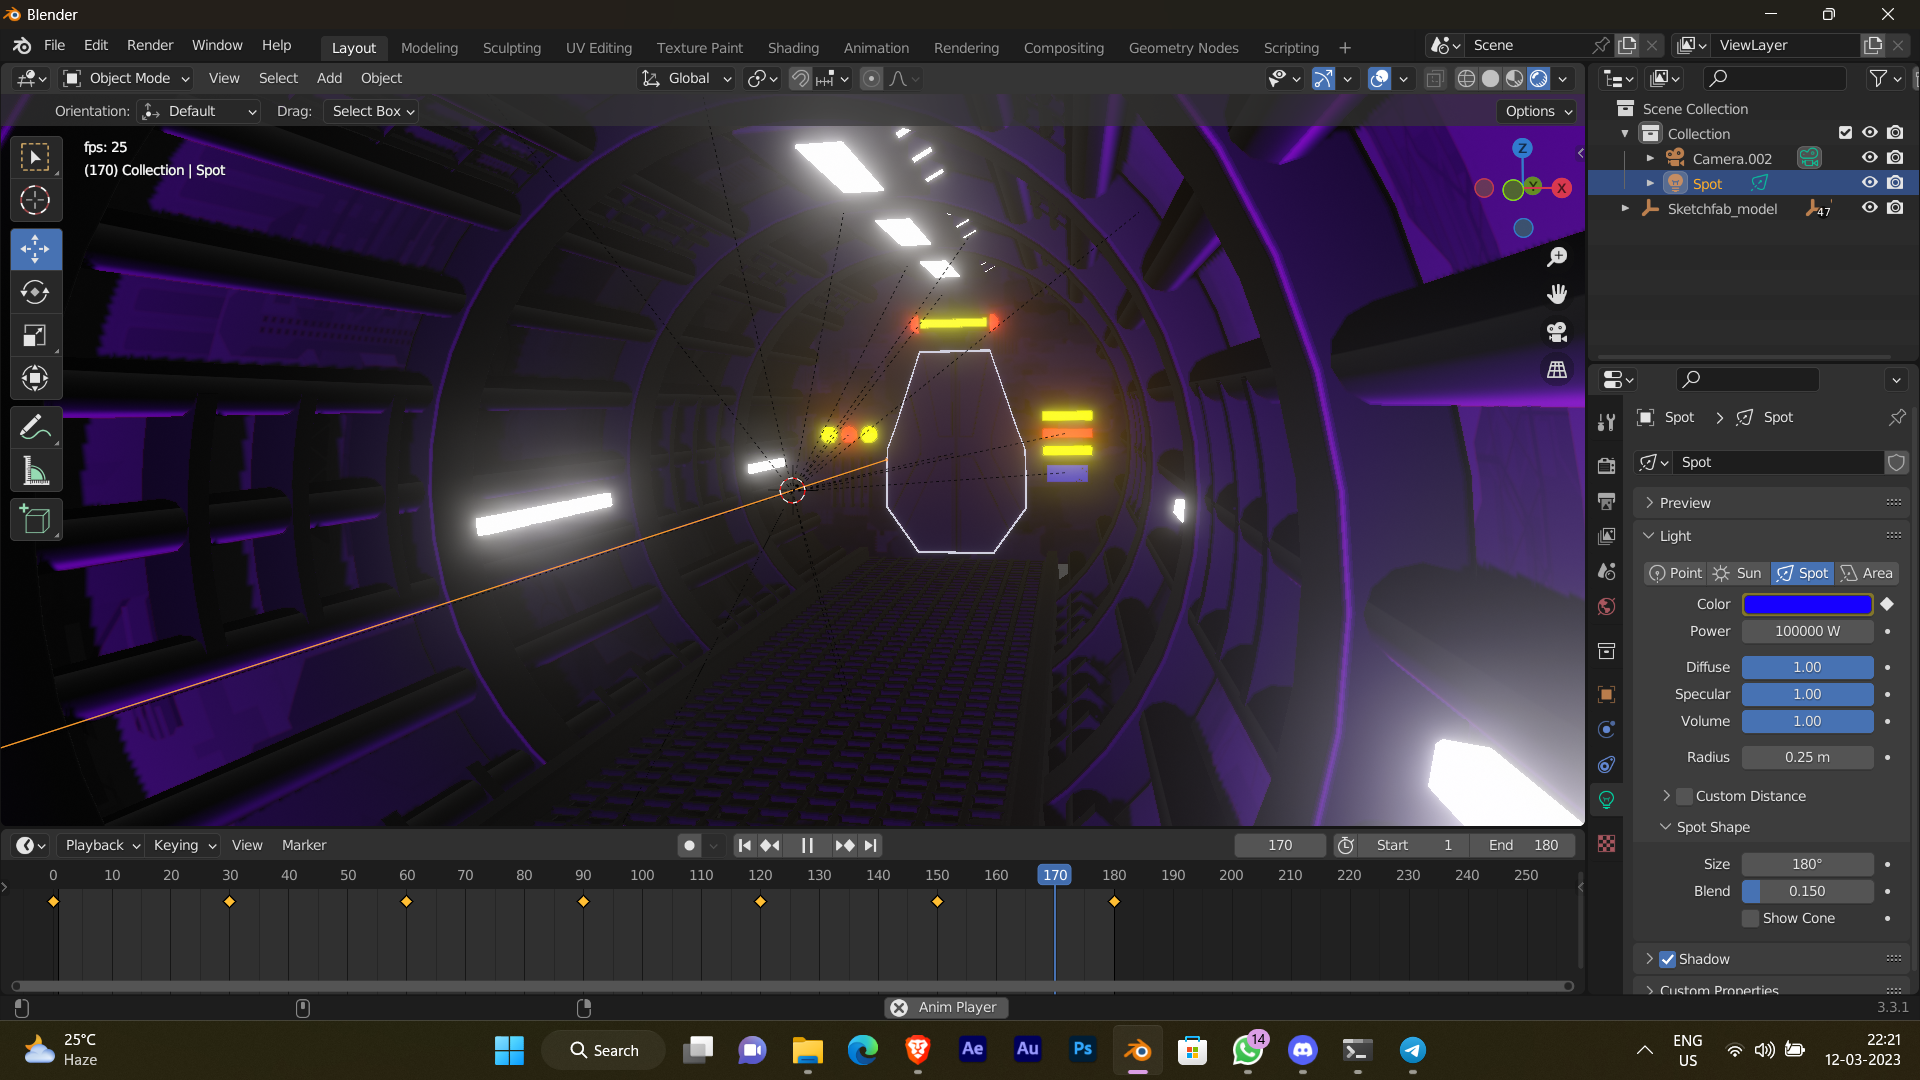 Blender
File Edit Render Window Help
Layout Modeling Sculpting UV Editing Texture Paint Shading Animation Rendering Compositing Geometry Nodes Scripting +
Scene
ViewLayer
Object Mode View Select Add Object
Global
Orientation: Default Drag: Select Box
Options
fps: 25
(170) Collection | Spot
Z
Y
X
Scene Collection
Collection
Camera.002
Spot
Sketchfab_model
47
Spot > Spot
Spot
Preview
Light
Point Sun Spot Area
Color
Power 100000 W
Diffuse 1.00
Specular 1.00
Volume 1.00
Radius 0.25 m
Custom Distance
Spot Shape
Size 180°
Blend 0.150
Show Cone
Shadow
Custom Properties
Playback Keying View Marker
170
Start 1 End 180
0 10 20 30 40 50 60 70 80 90 100 110 120 130 140 150 160 170 180 190 200 210 220 230 240 250
Anim Player
3.3.1
25°C
Haze
Search
Ae
Au
Ps
14
ENG
US
22:21
12-03-2023